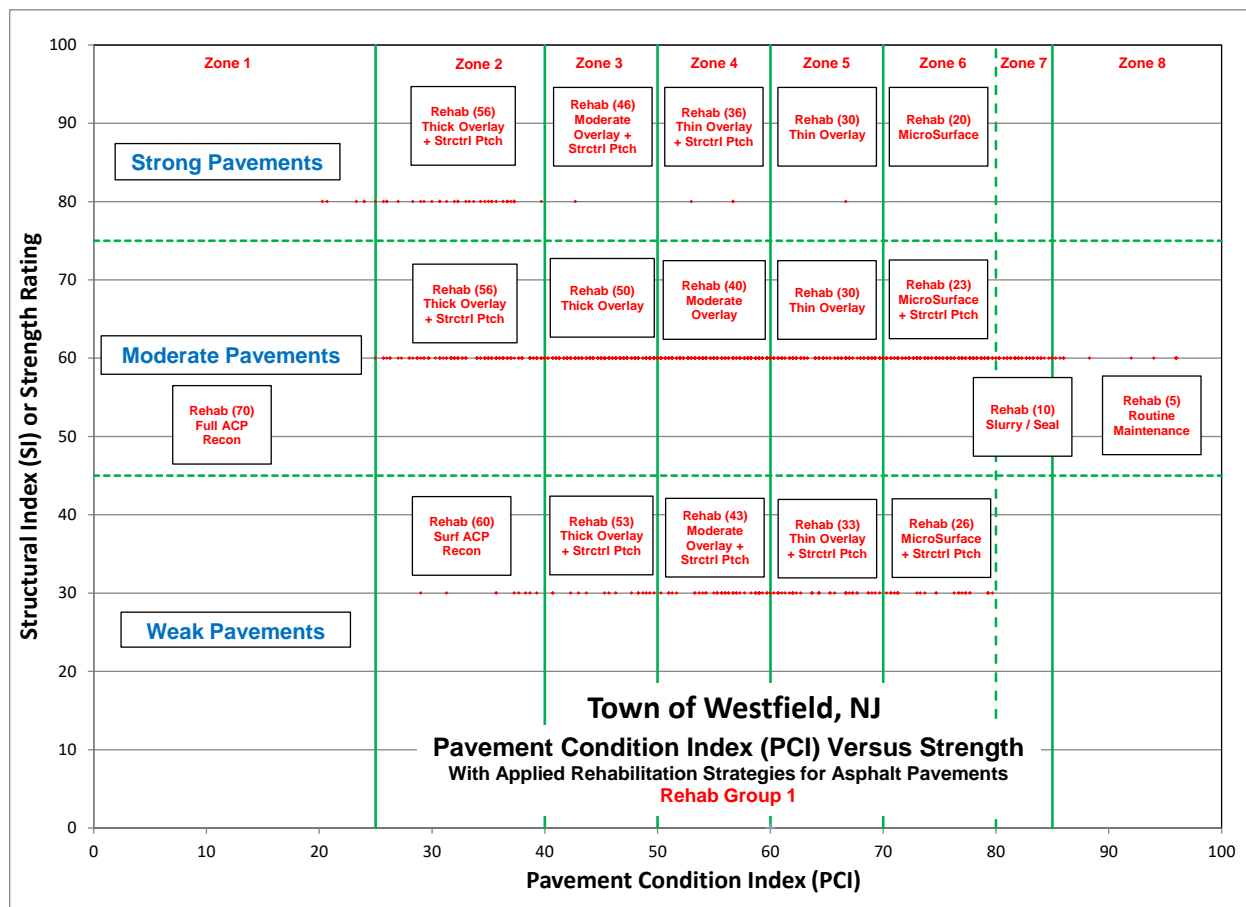 Zone 1
Zone 2
Zone 3
Zone 4
Zone 5
Zone 6
Zone 7
Zone 8
Rehab (56)
Thick Overlay
+ Strctrl Ptch
Rehab (46)
Moderate
Overlay +
Strctrl Ptch
Rehab (36)
Thin Overlay
+ Strctrl Ptch
Rehab (30)
Thin Overlay
Rehab (20)
MicroSurface
Strong Pavements
Rehab (56)
Thick Overlay
+ Strctrl Ptch
Rehab (50)
Thick Overlay
Rehab (40)
Moderate
Overlay
Rehab (30)
Thin Overlay
Rehab (23)
MicroSurface
+ Strctrl Ptch
Moderate Pavements
Rehab (70)
Full ACP
Recon
Rehab (10)
Slurry / Seal
Rehab (5)
Routine
Maintenance
Rehab (60)
Surf ACP
Recon
Rehab (53)
Thick Overlay
+ Strctrl Ptch
Rehab (43)
Moderate
Overlay +
Strctrl Ptch
Rehab (33)
Thin Overlay
+ Strctrl Ptch
Rehab (26)
MicroSurface
+ Strctrl Ptch
Weak Pavements
Town of Westfield, NJ
Pavement Condition Index (PCI) Versus Strength
With Applied Rehabilitation Strategies for Asphalt Pavements
Rehab Group 1
Structural Index (SI) or Strength Rating
100
90
80
70
60
50
40
30
20
10
0
0 10 20 30 40 50 60 70 80 90 100
Pavement Condition Index (PCI)